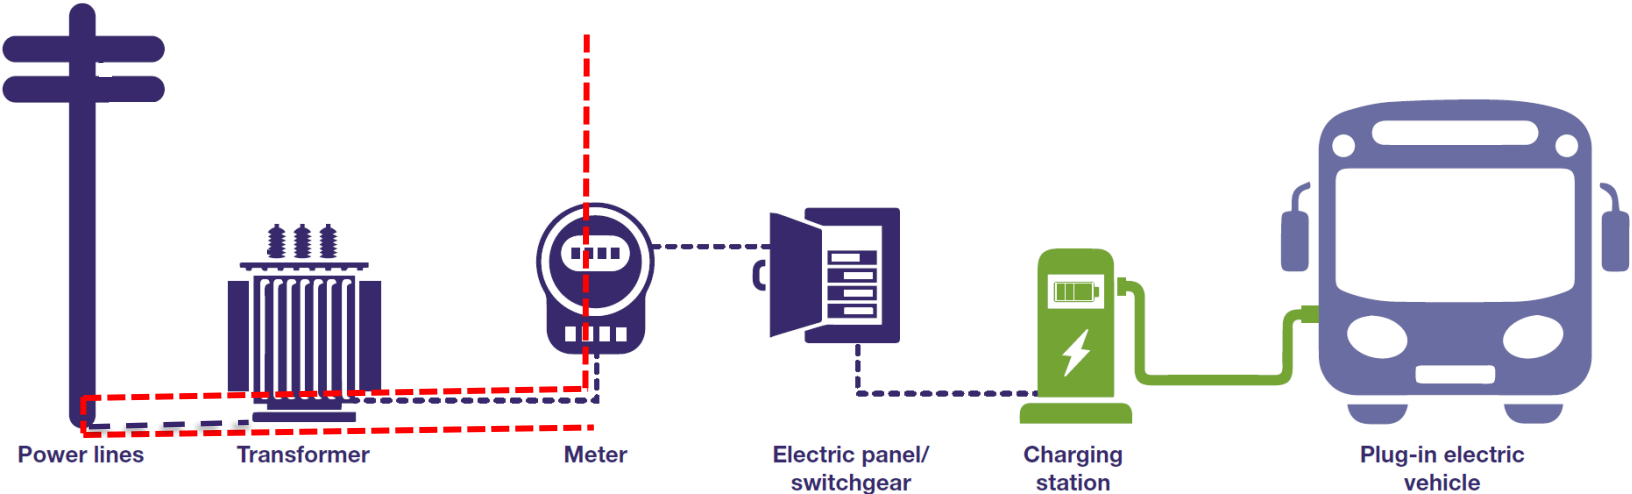 Power lines
Transformer
Meter
Electric panel/
switchgear
Charging
station
Plug-in electric
vehicle